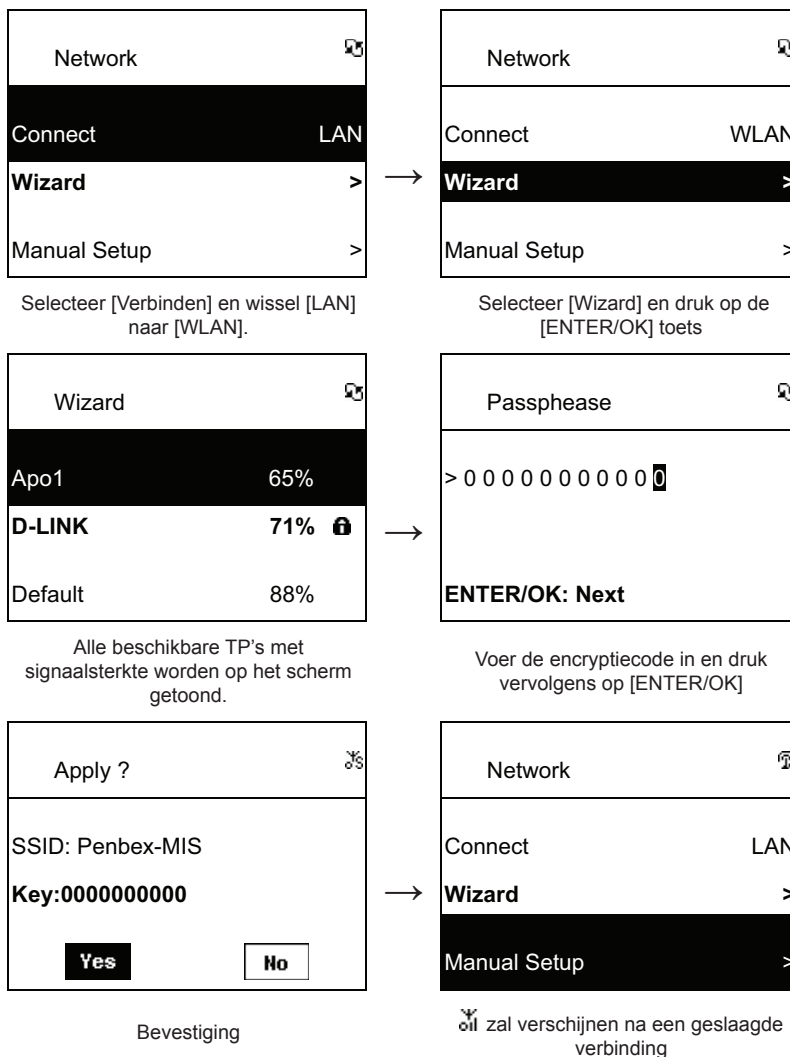 Network
Connect LAN
Wizard >
Manual Setup >
Selecteer [Verbinden] en wissel [LAN]
naar [WLAN].
→
Network
Connect WLAN
Wizard >
Manual Setup >
Selecteer [Wizard] en druk op de
[ENTER/OK] toets
Wizard
Apo1 65%
D-LINK 71%
Default 88%
Alle beschikbare TP's met
signaalsterkte worden op het scherm
getoond.
→
Passphease
> 0 0 0 0 0 0 0 0 0 0 0
ENTER/OK: Next
Voer de encryptiecode in en druk
vervolgens op [ENTER/OK]
Apply ?
SSID: Penbex-MIS
Key:0000000000
Yes No
Bevestiging
→
Network
Connect LAN
Wizard >
Manual Setup >
zal verschijnen na een geslaagde
verbinding